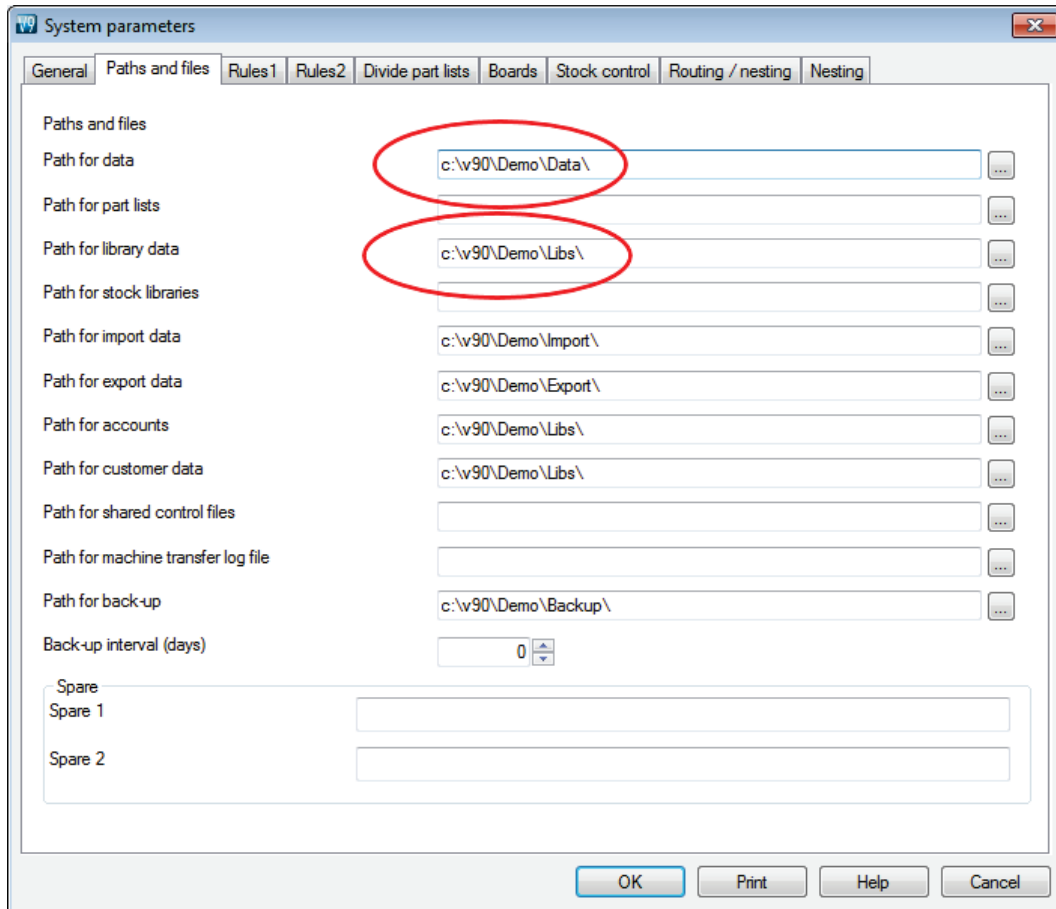 V9 System parameters
General Paths and files Rules1 Rules2 Divide part lists Boards Stock control Routing / nesting Nesting
Paths and files
Path for data c:\v90\Demo\Data\ ...
Path for part lists ...
Path for library data c:\v90\Demo\Libs\ ...
Path for stock libraries ...
Path for import data c:\v90\Demo\Import\ ...
Path for export data c:\v90\Demo\Export\ ...
Path for accounts c:\v90\Demo\Libs\ ...
Path for customer data c:\v90\Demo\Libs\ ...
Path for shared control files ...
Path for machine transfer log file ...
Path for back-up c:\v90\Demo\Backup\ ...
Back-up interval (days) 0
Spare
Spare 1
Spare 2
OK Print Help Cancel